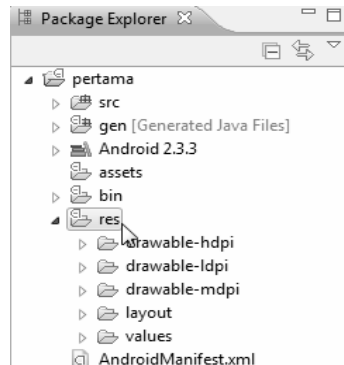 Package Explorer
pertama
src
gen [Generated Java Files]
Android 2.3.3
assets
bin
res
drawable-hdpi
drawable-ldpi
drawable-mdpi
layout
values
AndroidManifest.xml